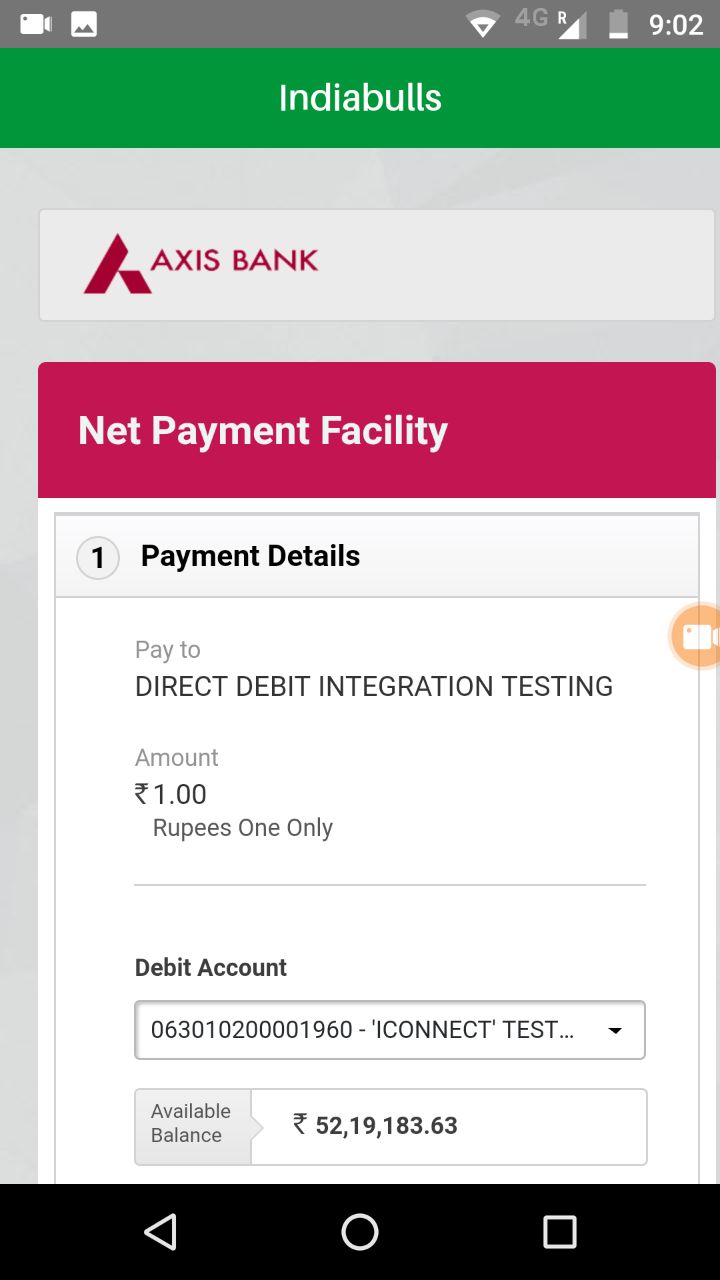 4G R 9:02
Indiabulls
AXIS BANK
Net Payment Facility
1 Payment Details
Pay to
DIRECT DEBIT INTEGRATION TESTING
Amount
₹ 1.00
Rupees One Only
Debit Account
063010200001960 - 'ICONNECT' TEST...
Available
Balance
₹ 52,19,183.63